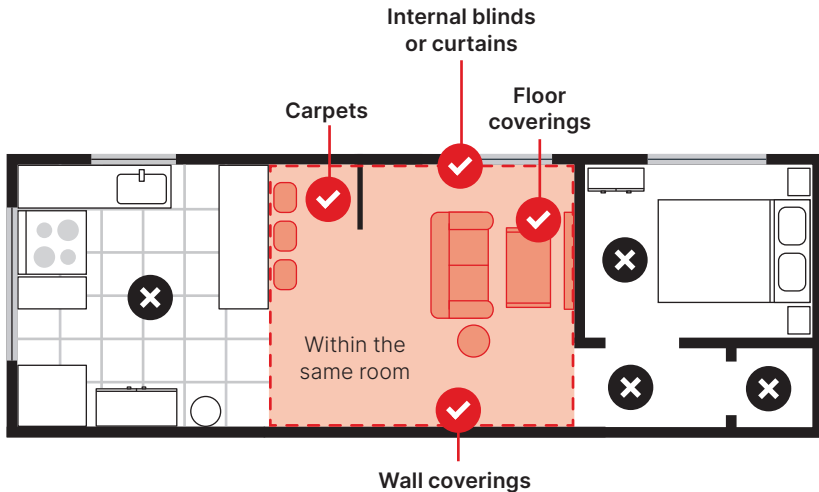 Internal blinds
or curtains
Carpets
Floor
coverings
Within the
same room
Wall coverings